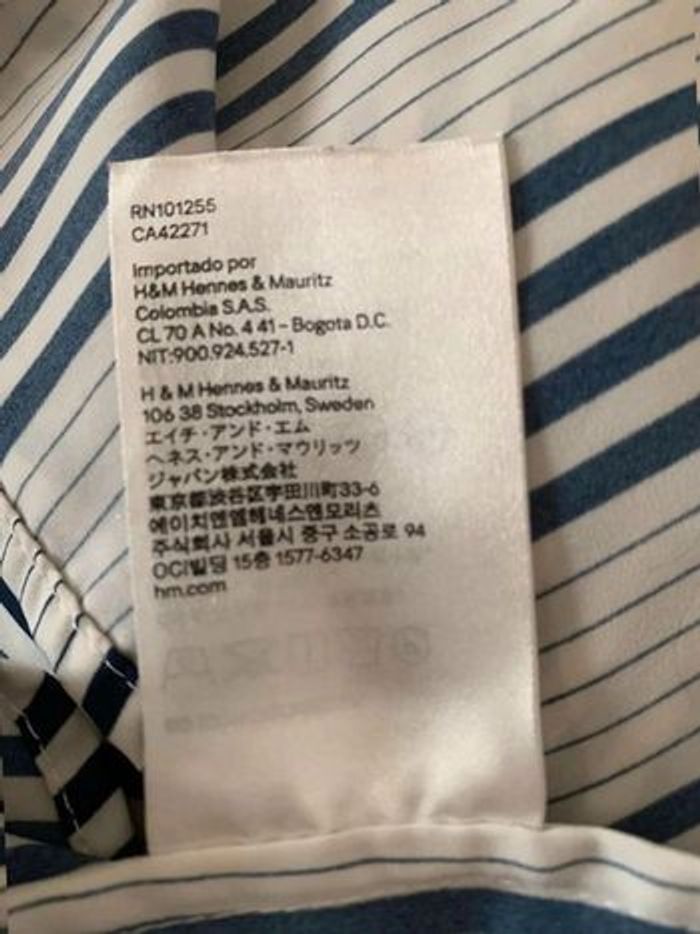 RN101255
CA42271
Importado por
H&M Hennes & Mauritz
Colombia S.A.S.
CL 70 A No. 4 41 - Bogota D.C.
NIT:900.924.527-1
H & M Hennes & Mauritz
106 38 Stockholm, Sweden
エイチ・アンド・エム
ヘネス・アンド・マウリッツ
ジャパン株式会社
東京都渋谷区宇田川町33-6
에이치앤엠헤네스앤모리츠
주식회사 서울시 중구 소공로 94
OCI빌딩 15층 1577-6347
hm.com